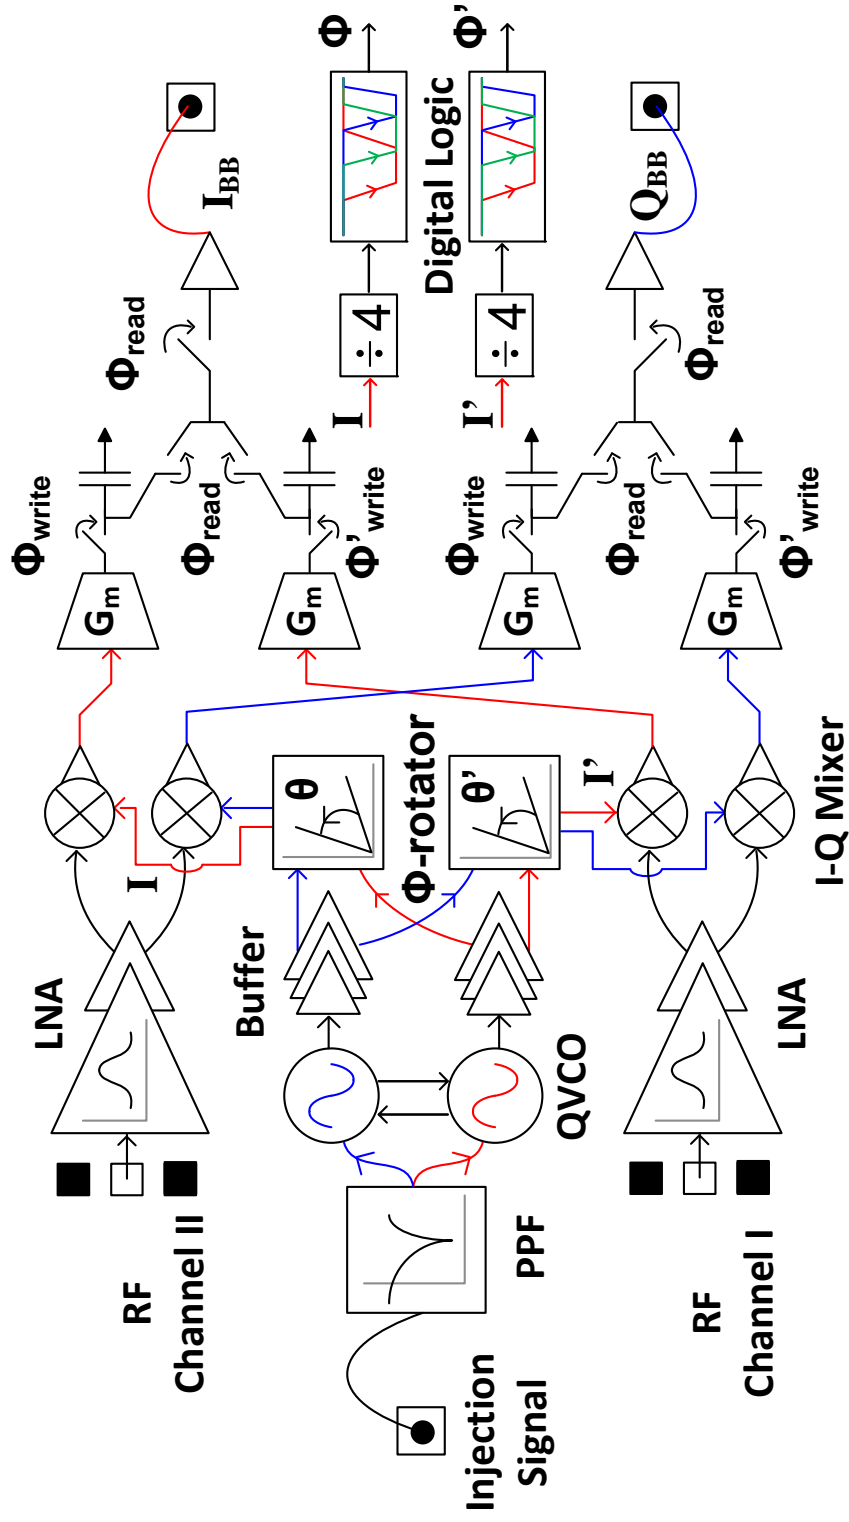 RF
Channel II
LNA
I
Φwrite
Gm
Φread
Φread
IBB
Gm
Φ'write
Injection
Signal
PPF
QVCO
Buffer
θ
Φ-rotator
θ'
I'
I
÷4
Φ
Digital Logic
I'
÷4
Φ'
RF
Channel I
LNA
I-Q Mixer
Gm
Φwrite
Φread
Φread
QBB
Gm
Φ'write